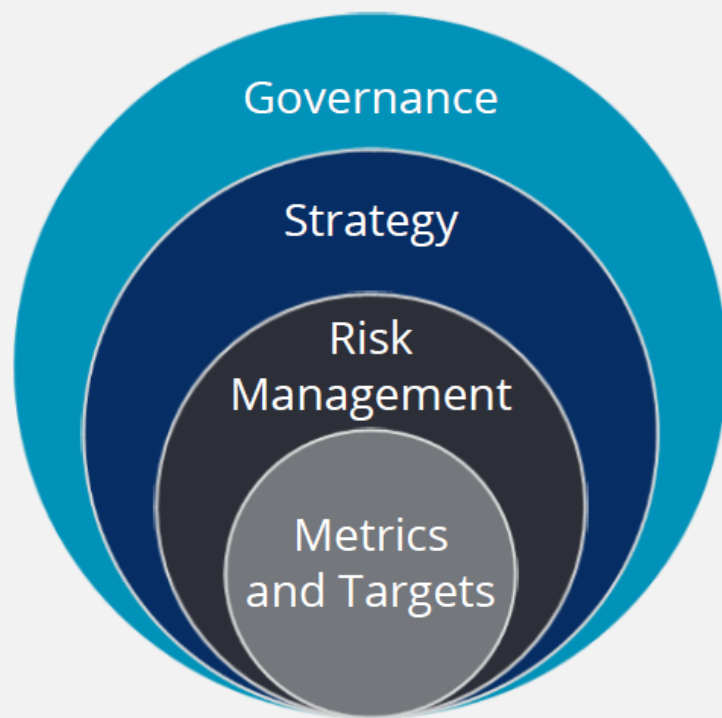 Governance
Strategy
Risk
Management
Metrics
and Targets